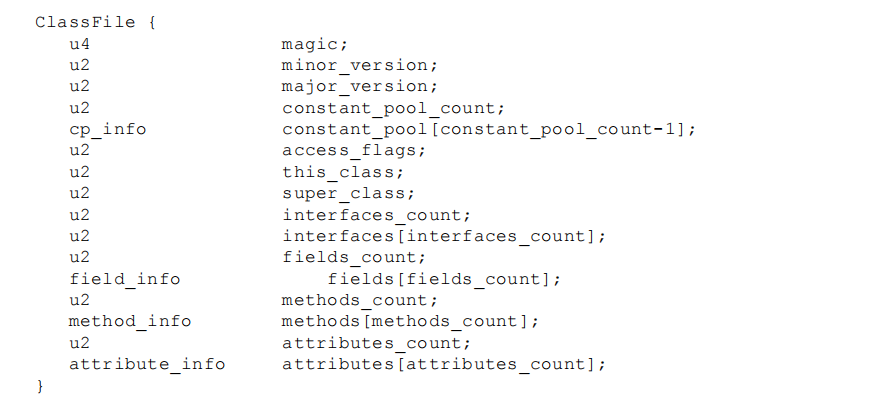 ClassFile {
u4 magic;
u2 minor_version;
u2 major_version;
u2 constant_pool_count;
cp_info constant_pool[constant_pool_count-1];
u2 access_flags;
u2 this_class;
u2 super_class;
u2 interfaces_count;
u2 interfaces[interfaces_count];
u2 fields_count;
field_info fields[fields_count];
u2 methods_count;
method_info methods[methods_count];
u2 attributes_count;
attribute_info attributes[attributes_count];
}